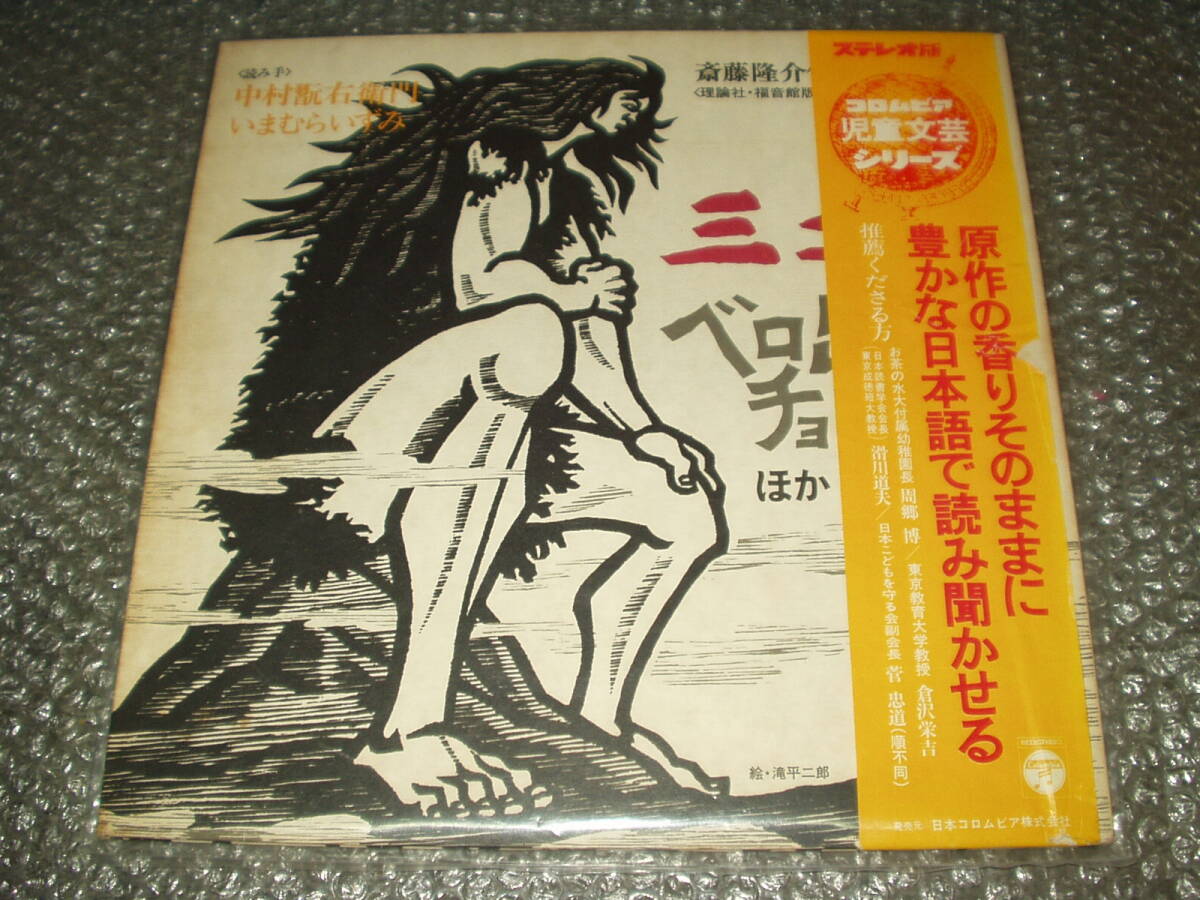 〈読み手〉
中村翫右衛門
いまむらいずみ
斎藤隆介
〈理論社・福音館版
三
ベロ
チョ
ほか
絵・滝平二郎
ステレオ版
コロムビア
児童文芸
シリーズ
原作の香りそのままに
豊かな日本語で読み聞かせる
推薦くださる方
お茶の水大付属幼稚園長 周郷 博／東京教育大学教授 倉沢栄吉
日本読書学会会長
東京成徳短大教授
滑川道夫／日本こどもを守る会副会長 菅 忠道(順不同)
Columbia
発売元 日本コロムビア株式会社